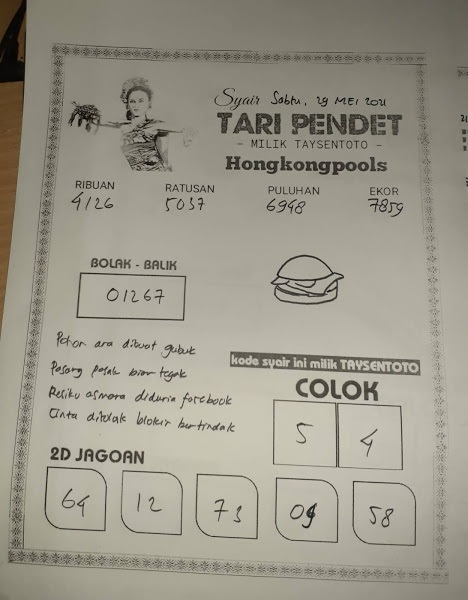 Syair Sabtu, 29 MEI 2021
TARI PENDET
- MILIK TAYSENTOTO -
Hongkongpools
RIBUAN RATUSAN PULUHAN EKOR
4126 5037 6948 7859
BOLAK - BALIK
01267
Pohon ara dibuat gubuk
Pasang pasak biar tegak
Resiko asmara didunia facebook
Cinta ditolak blokir bertindak
kode syair ini milik TAYSENTOTO
COLOK
5 4
2D JAGOAN
64 12 73 09 58